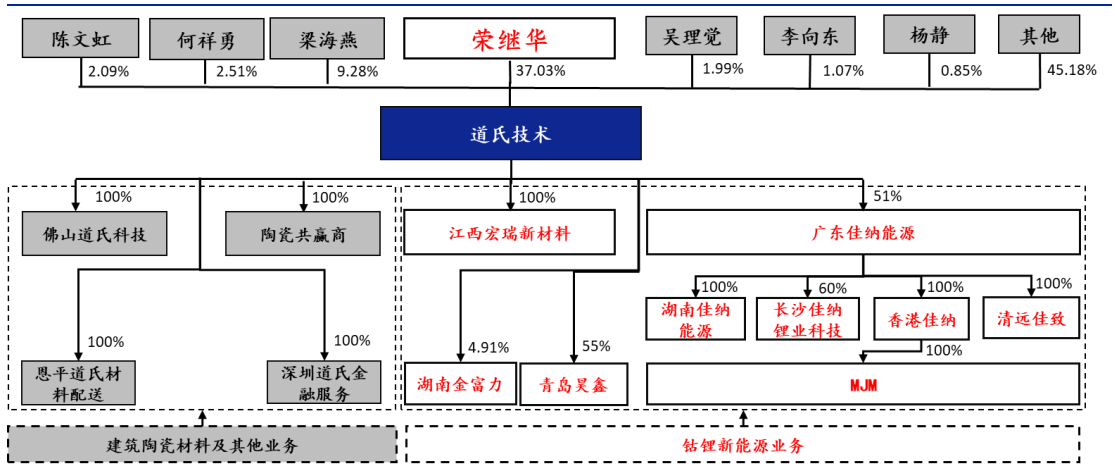 陈文虹
何祥勇
梁海燕
荣继华
吴理觉
李向东
杨静
其他
2.09%
2.51%
9.28%
37.03%
1.99%
1.07%
0.85%
45.18%
道氏技术
100%
100%
100%
51%
佛山道氏科技
陶瓷共赢商
江西宏瑞新材料
广东佳纳能源
100%
60%
100%
100%
湖南佳纳
能源
长沙佳纳
锂业科技
香港佳纳
清远佳致
100%
100%
4.91%
55%
100%
恩平道氏材
料配送
深圳道氏金
融服务
湖南金富力
青岛昊鑫
MJM
建筑陶瓷材料及其他业务
钴锂新能源业务